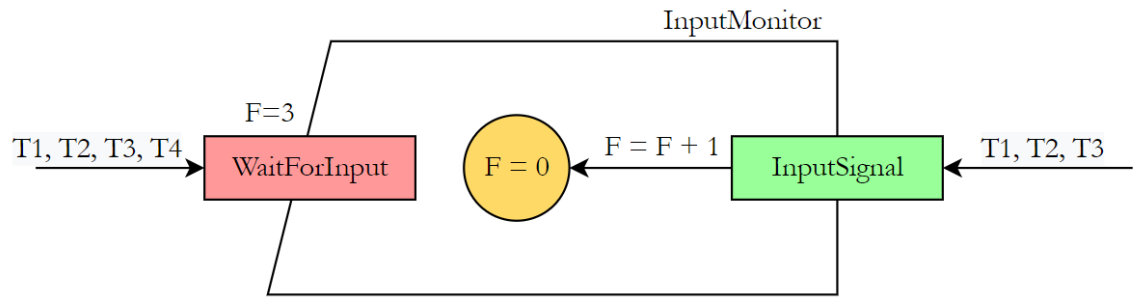 InputMonitor
F=3
T1, T2, T3, T4
WaitForInput
F = 0
F = F + 1
InputSignal
T1, T2, T3